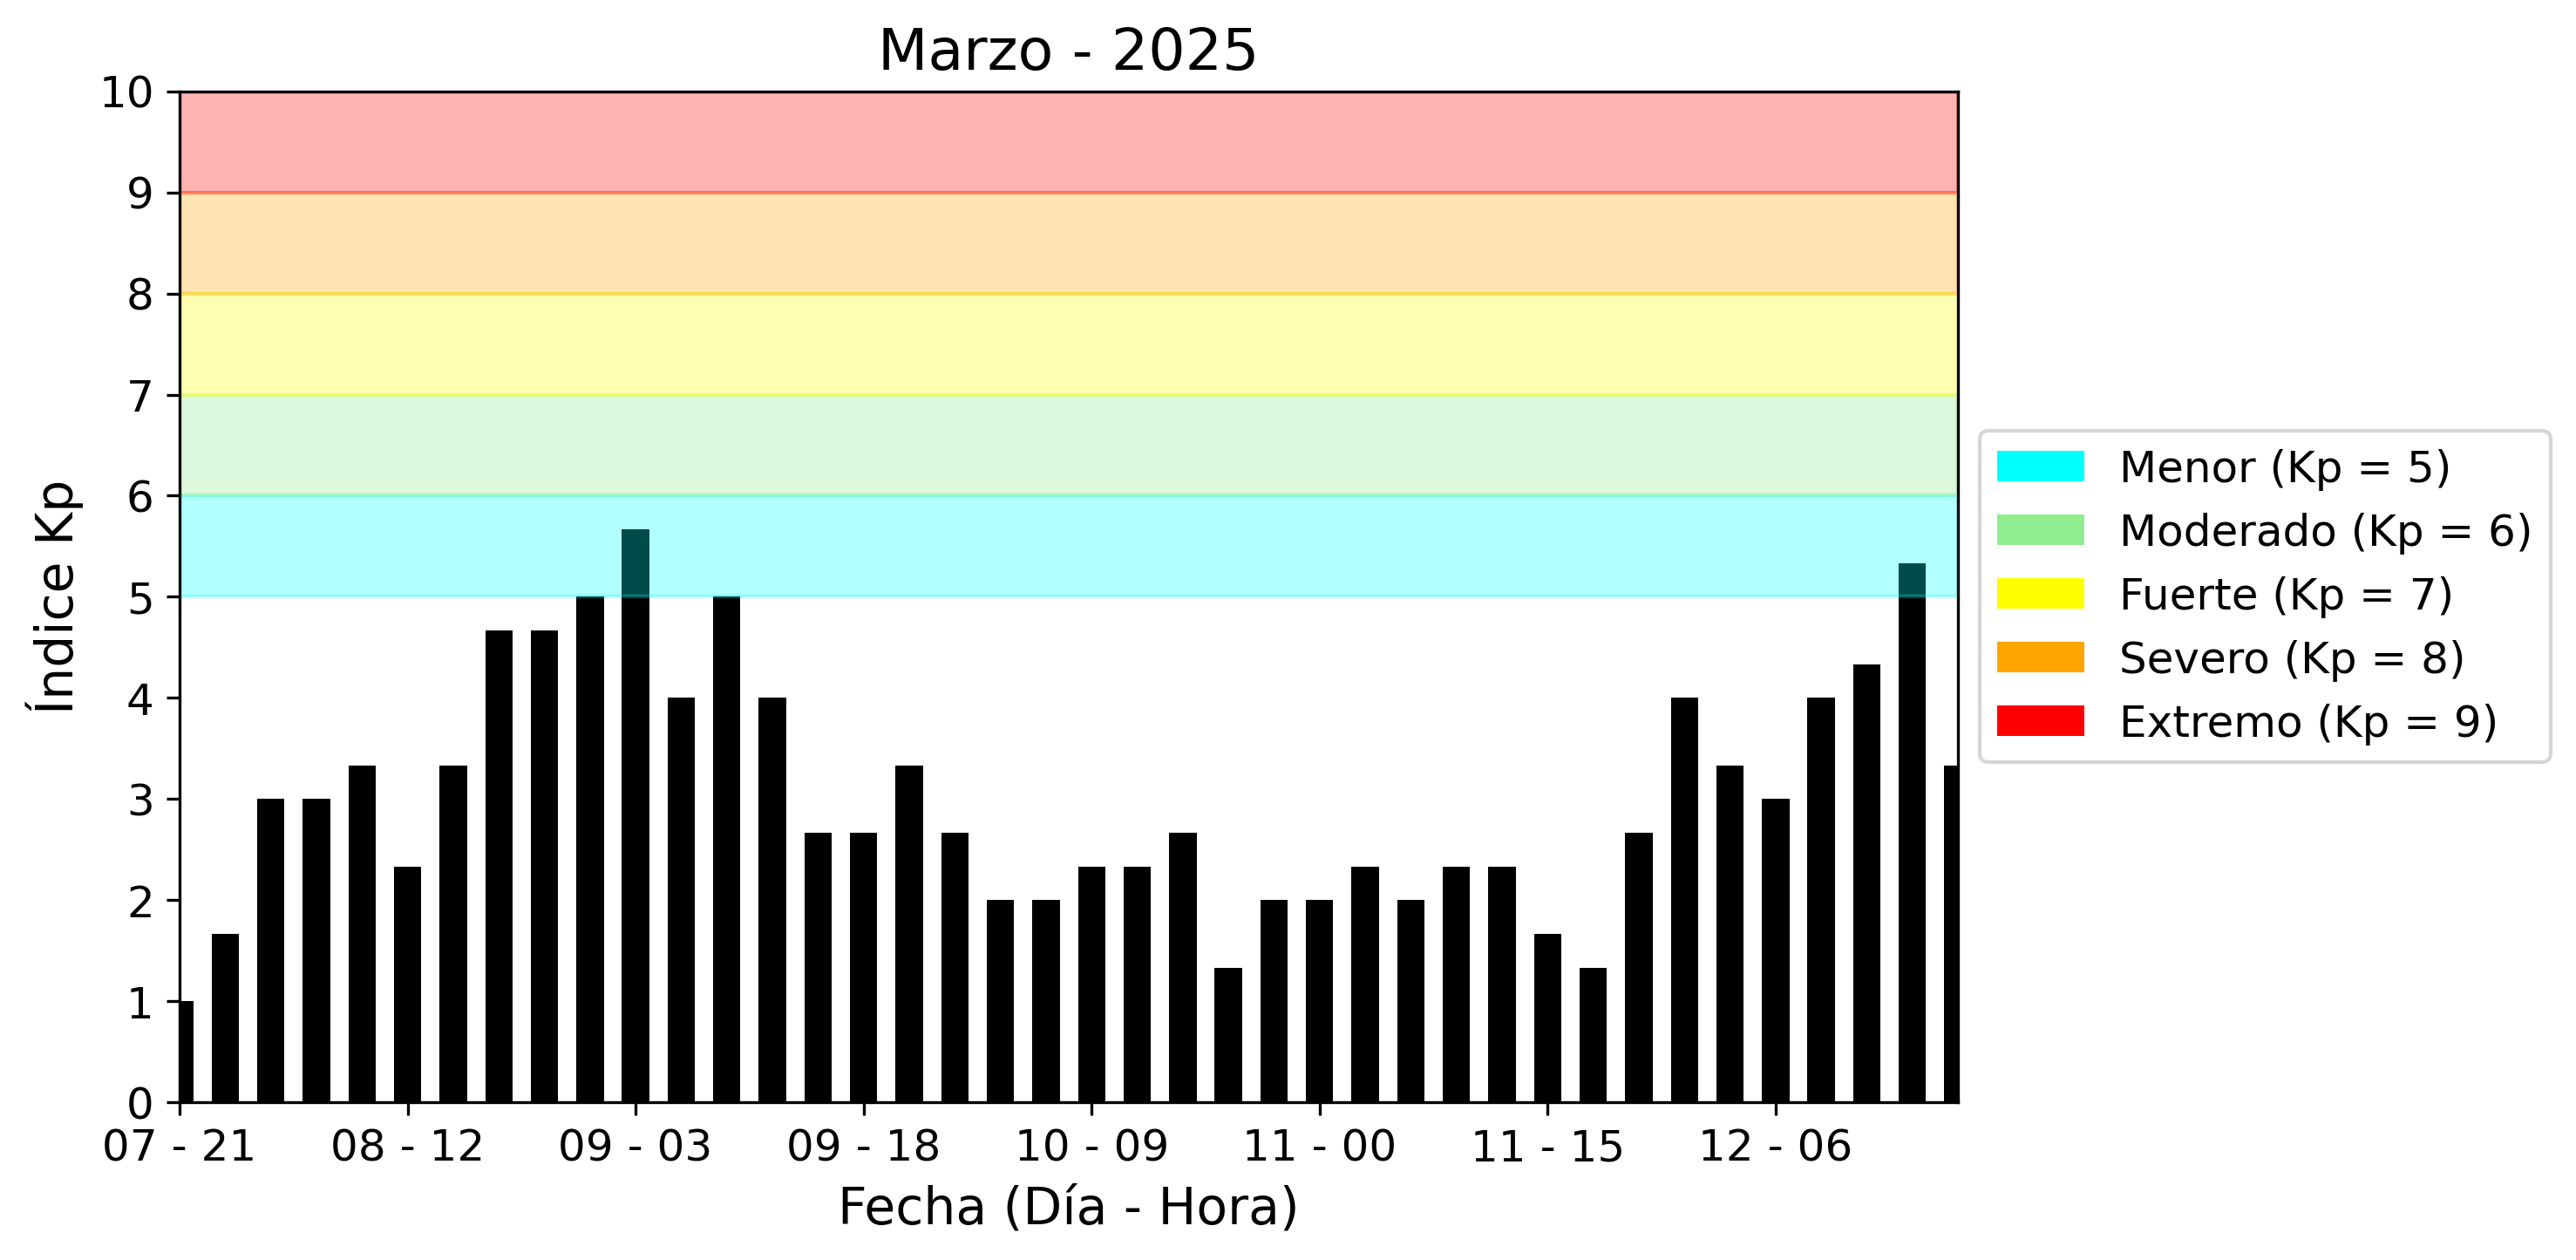 Marzo - 2025
10
9
8
7
6
5
4
3
2
1
0
Índice Kp
07 - 21
08 - 12
09 - 03
09 - 18
10 - 09
11 - 00
11 - 15
12 - 06
Fecha (Día - Hora)
Menor (Kp = 5)
Moderado (Kp = 6)
Fuerte (Kp = 7)
Severo (Kp = 8)
Extremo (Kp = 9)